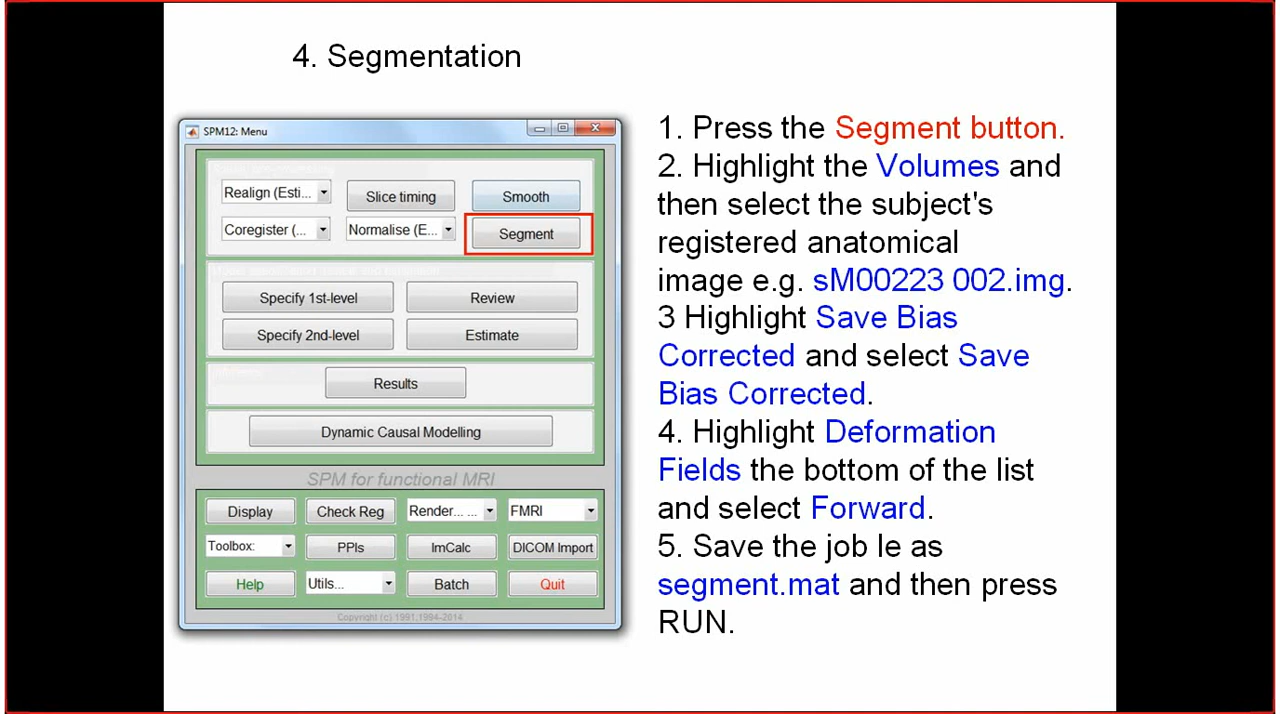 4. Segmentation
SPM12: Menu
Realign (Esti...
Slice timing
Smooth
Coregister (...
Normalise (E...
Segment
Specify 1st-level
Review
Specify 2nd-level
Estimate
Results
Dynamic Causal Modelling
SPM for functional MRI
Display
Check Reg
Render... ...
FMRI
Toolbox:
PPIs
ImCalc
DICOM Import
Help
Utils...
Batch
Quit
Copyright (c) 1991,1994-2014
1. Press the Segment button.
2. Highlight the Volumes and
then select the subject's
registered anatomical
image e.g. sM00223 002.img.
3 Highlight Save Bias
Corrected and select Save
Bias Corrected.
4. Highlight Deformation
Fields the bottom of the list
and select Forward.
5. Save the job le as
segment.mat and then press
RUN.